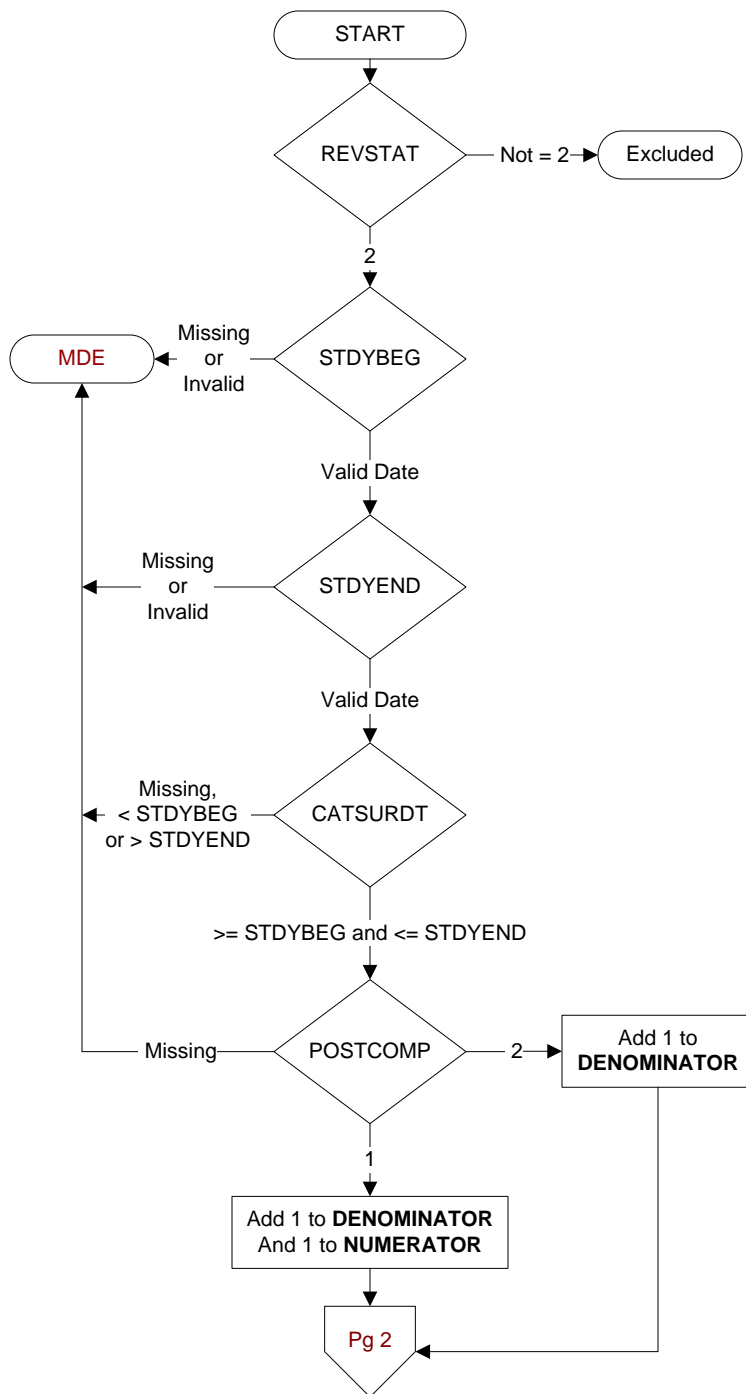 START
REVSTAT
Not = 2
Excluded
2
Missing
or
Invalid
MDE
STDYBEG
Valid Date
Missing
or
Invalid
STDYEND
Valid Date
Missing,
< STDYBEG
or > STDYEND
CATSURDT
>= STDYBEG and <= STDYEND
Missing
POSTCOMP
2
Add 1 to
DENOMINATOR
1
Add 1 to DENOMINATOR
And 1 to NUMERATOR
Pg 2